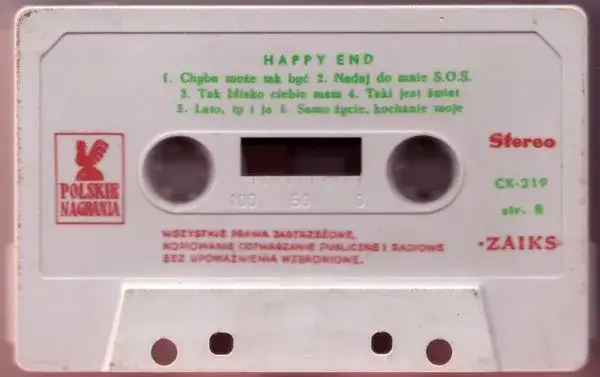 HAPPY END
1. Chyba może tak być 2. Nadaj do mnie S.O.S.
3. Tak blisko ciebie mam 4. Taki jest świat
5. Lato, ty i ja 6. Samo życie, kochanie moje
POLSKIE
NAGRANIA
Stereo
CK-219
str. B
100 50 0
WSZYSTKIE PRAWA ZASTRZEŻONE,
KOPIOWANIE ODTWARZANIE PUBLICZNE I RADIOWE
BEZ UPOWAŻNIENIA WZBRONIONE.
·ZAIKS·